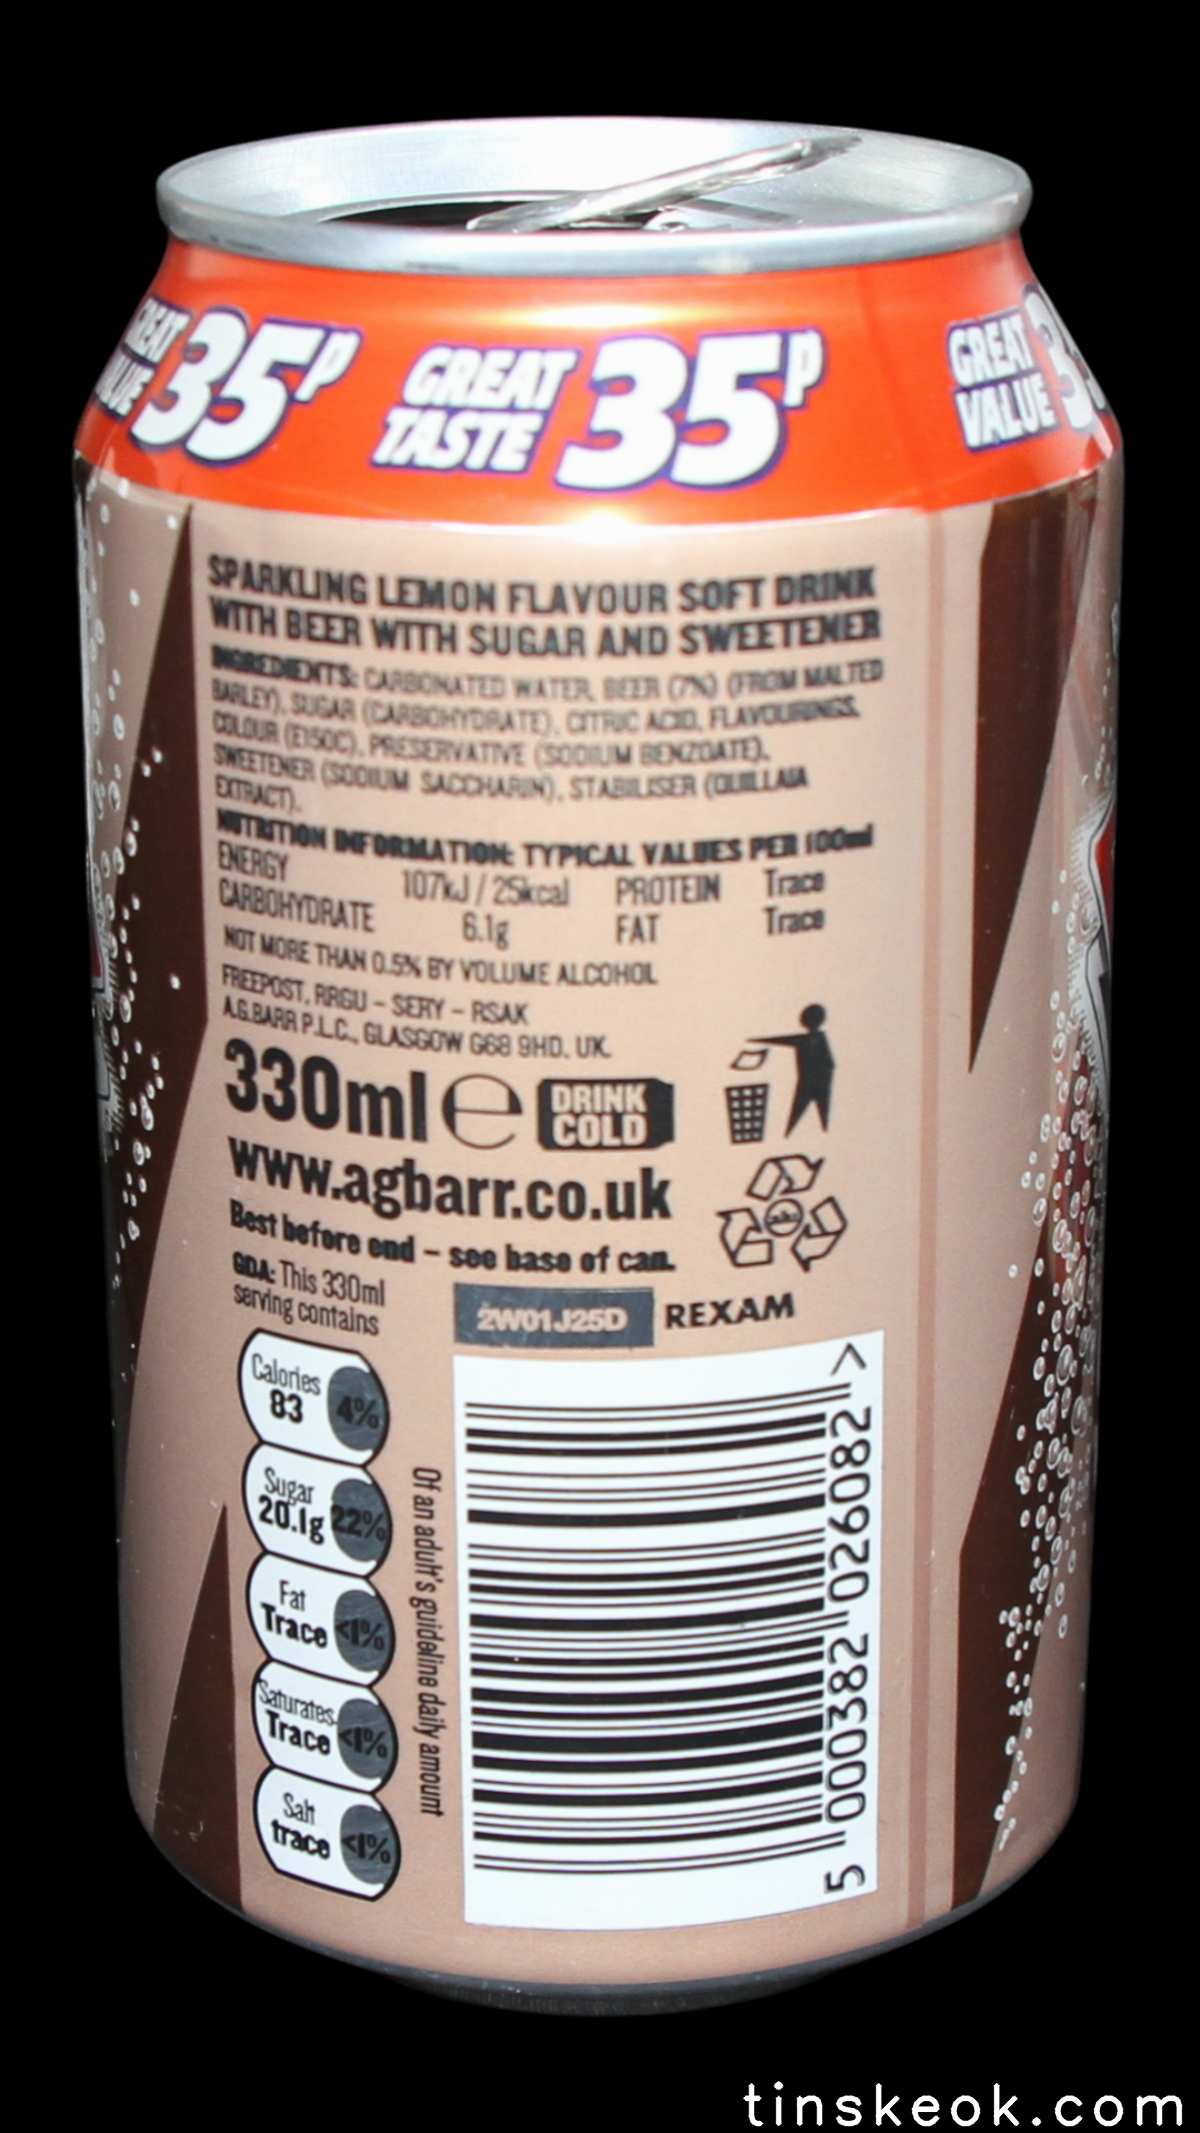 GREAT
VALUE 35P
GREAT
TASTE 35P
GREAT
VALUE 3
SPARKLING LEMON FLAVOUR SOFT DRINK
WITH BEER WITH SUGAR AND SWEETENER
INGREDIENTS: CARBONATED WATER, BEER (7%) (FROM MALTED
BARLEY), SUGAR (CARBOHYDRATE), CITRIC ACID, FLAVOURINGS,
COLOUR (E150C), PRESERVATIVE (SODIUM BENZOATE),
SWEETENER (SODIUM SACCHARIN), STABILISER (QUILLAIA
EXTRACT).
NUTRITION INFORMATION: TYPICAL VALUES PER 100ml
ENERGY 107kJ / 25kcal PROTEIN Trace
CARBOHYDRATE 6.1g FAT Trace
NOT MORE THAN 0.5% BY VOLUME ALCOHOL
FREEPOST, RRGU – SERY – RSAK
A.G.BARR P.L.C., GLASGOW G68 9HD, UK.
330ml e DRINK
COLD
www.agbarr.co.uk
Best before end – see base of can.
GDA: This 330ml
serving contains
2W01J25D REXAM
Calories
83 4%
Sugar
20.1g 22%
Fat
Trace <1%
Saturates
Trace <1%
Salt
trace <1%
Of an adult's guideline daily amount
5 000382 026082 >
tinskeok.com